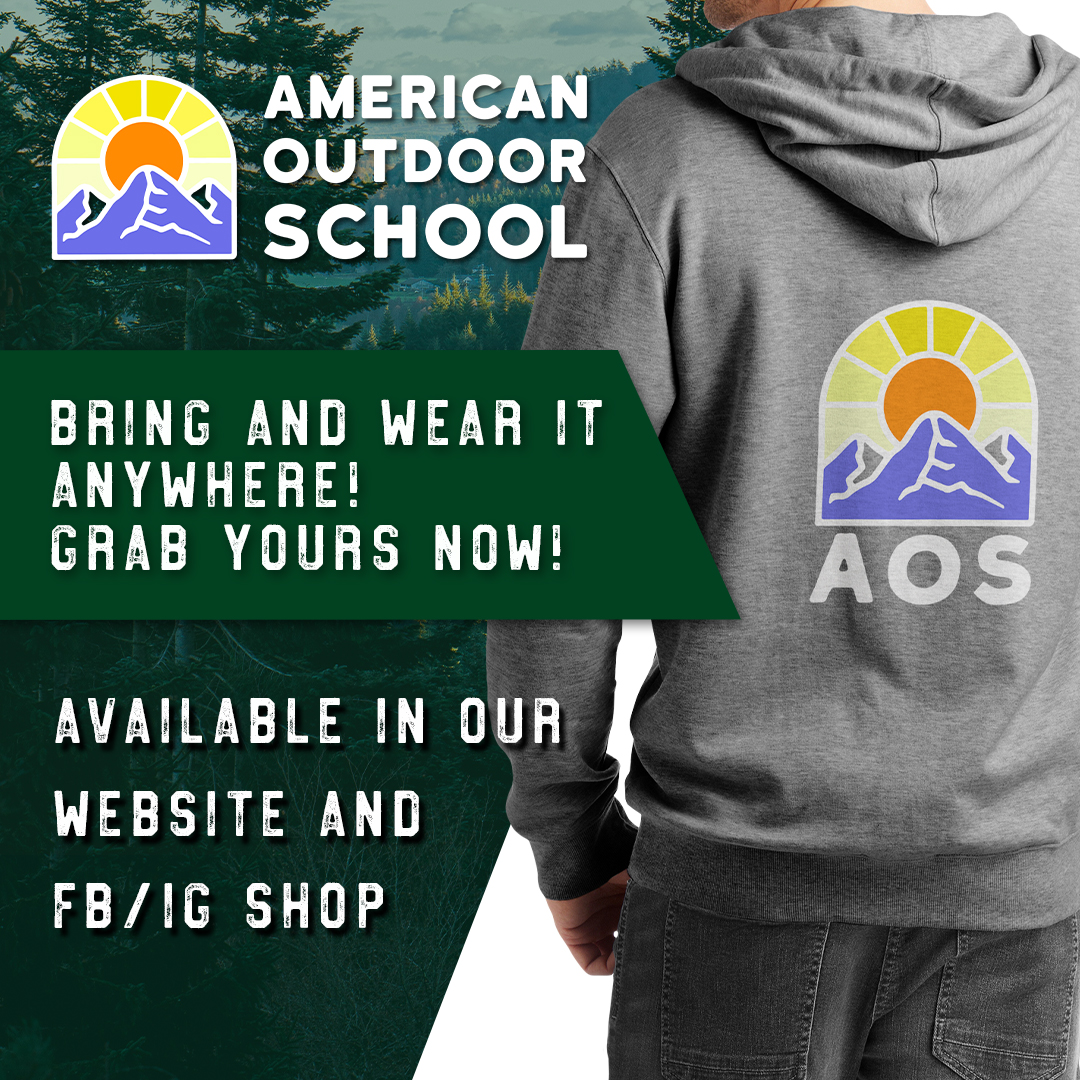 AMERICAN
OUTDOOR
SCHOOL
BRING AND WEAR IT
ANYWHERE!
GRAB YOURS NOW!
AOS
AVAILABLE IN OUR
WEBSITE AND
FB/IG SHOP